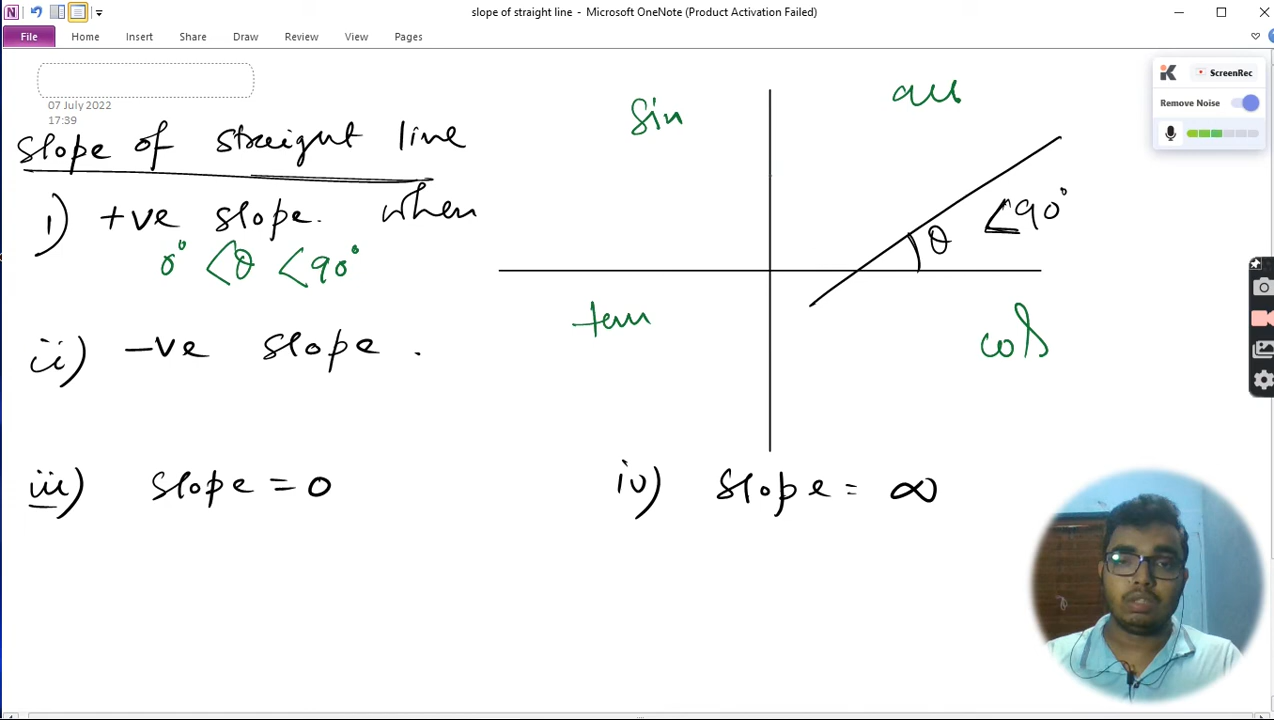 slope of straight line - Microsoft OneNote (Product Activation Failed)
File Home Insert Share Draw Review View Pages
ScreenRec
Remove Noise
07 July 2022
17:39
slope of straight line
i) +ve slope. when
0° < θ < 90°
ii) -ve slope .
iii) slope = 0
iv) slope = ∞
sin
all
θ
∠90°
tan
cos